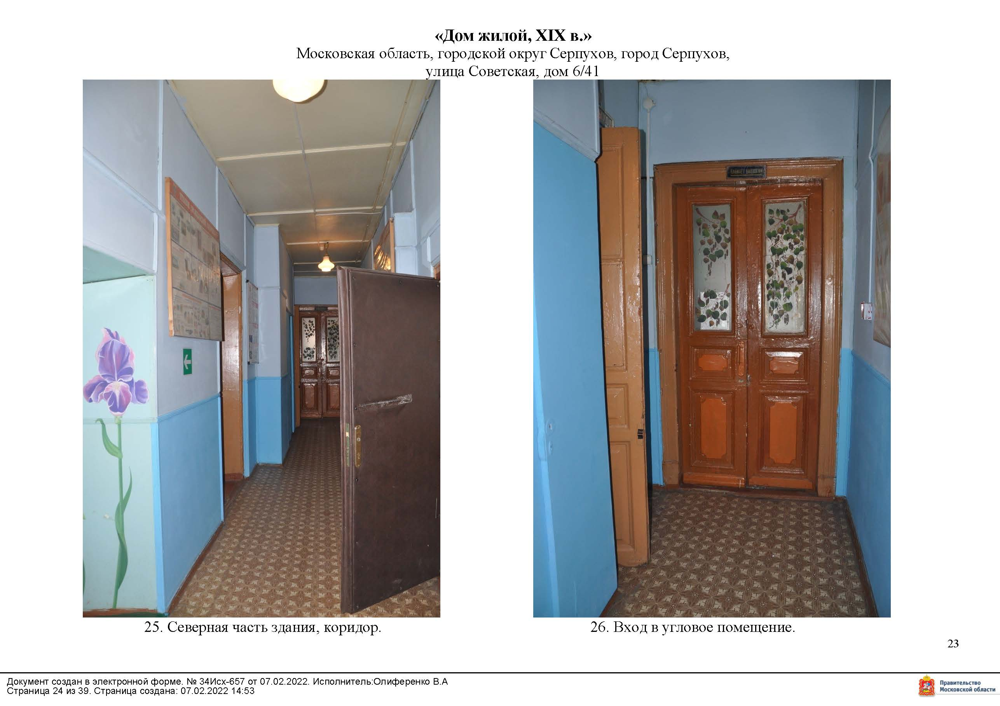 «Дом жилой, XIX в.»
Московская область, городской округ Серпухов, город Серпухов,
улица Советская, дом 6/41
КАБИНЕТ БИОЛОГИИ
25. Северная часть здания, коридор.
26. Вход в угловое помещение.
23
Документ создан в электронной форме. № 34Исх-657 от 07.02.2022. Исполнитель:Олиференко В.А
Страница 24 из 39. Страница создана: 07.02.2022 14:53
Правительство
Московской области